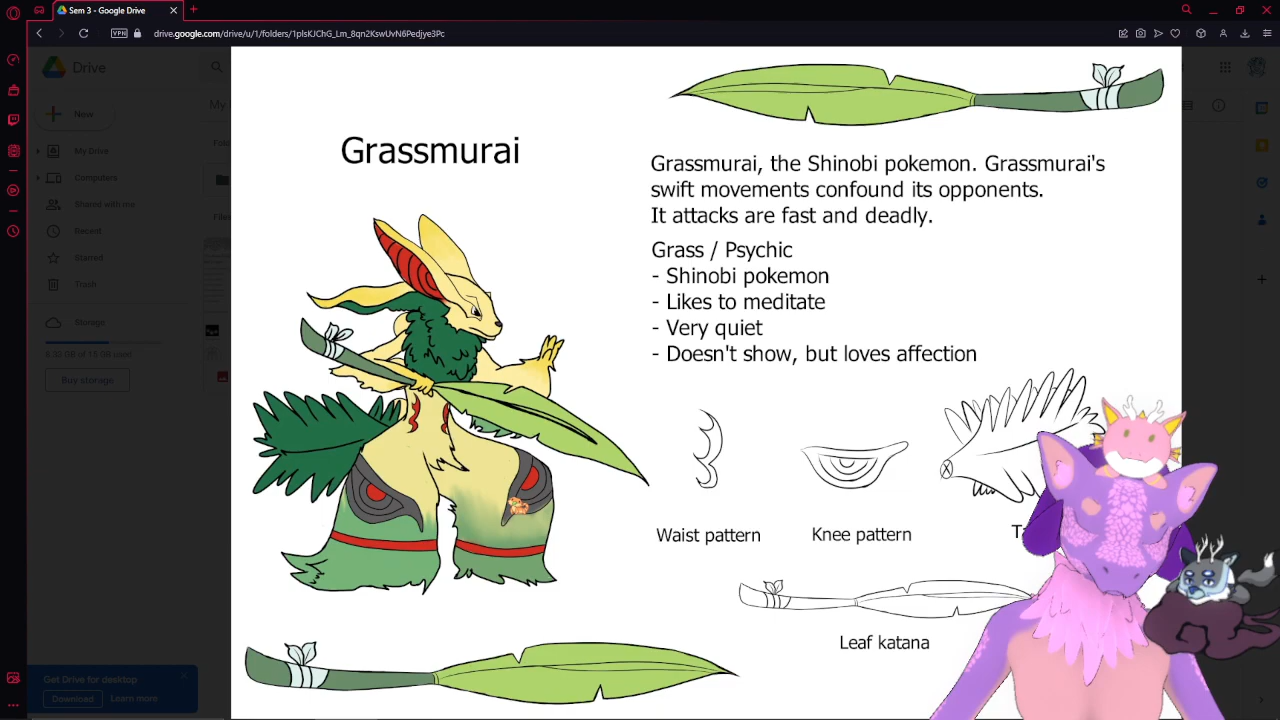 Sem 3 - Google Drive
VPN
drive.google.com/drive/u/1/folders/1plsKJChG_Lm_8qn2KswUvN6Pedjye3Pc
Drive
New
My Drive
Computers
Shared with me
Recent
Starred
Trash
Storage
Buy storage
Get Drive for desktop
Download
Learn more
Grassmurai
Grassmurai, the Shinobi pokemon. Grassmurai's
swift movements confound its opponents.
It attacks are fast and deadly.
Grass / Psychic
- Shinobi pokemon
- Likes to meditate
- Very quiet
- Doesn't show, but loves affection
Waist pattern
Knee pattern
Leaf katana